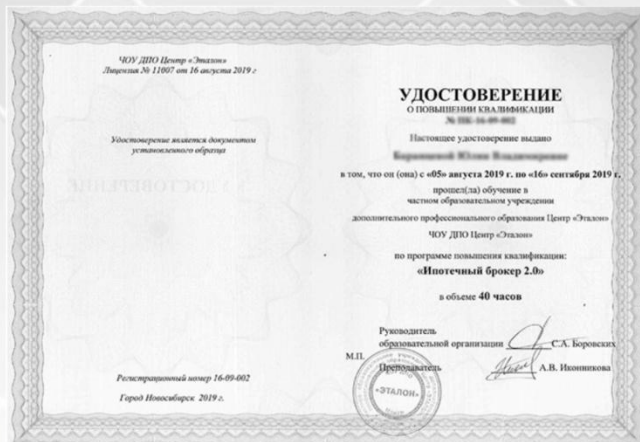 ЧОУ ДПО Центр «Эталон»
Лицензия № 11007 от 16 августа 2019 г
Удостоверение является документом
установленного образца
Регистрационный номер 16-09-002
Город Новосибирск 2019 г.
УДОСТОВЕРЕНИЕ
О ПОВЫШЕНИИ КВАЛИФИКАЦИИ
Настоящее удостоверение выдано
в том, что он (она) с «05» августа 2019 г. по «16» сентября 2019 г.
прошел(ла) обучение в
частном образовательном учреждении
дополнительного профессионального образования Центр «Эталон»
ЧОУ ДПО Центр «Эталон»
по программе повышения квалификации:
«Ипотечный брокер 2.0»
в объеме 40 часов
Руководитель
образовательной организации С.А. Боровских
М.П.
Преподаватель А.В. Иконникова
«ЭТАЛОН»